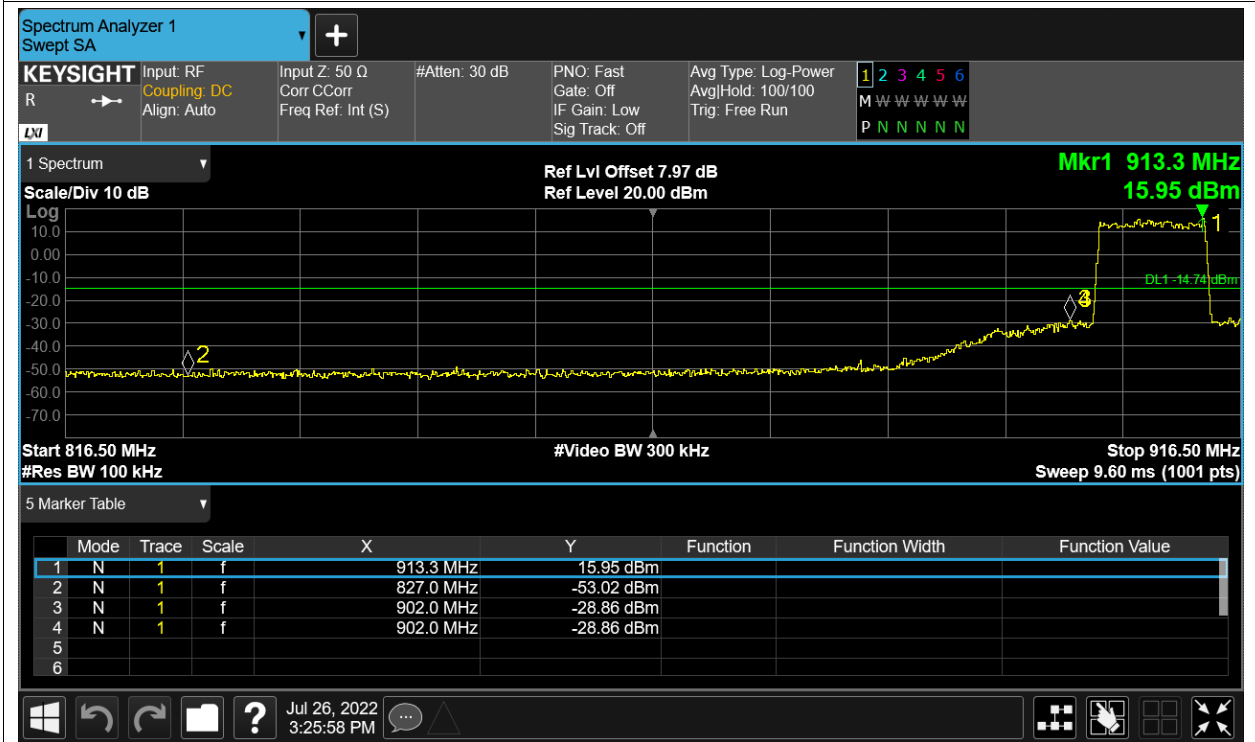 Spectrum Analyzer 1
Swept SA
+
KEYSIGHT Input: RF Input Z: 50 Ω #Atten: 30 dB PNO: Fast Avg Type: Log-Power 1 2 3 4 5 6
R Coupling: DC Corr CCorr Gate: Off Avg|Hold: 100/100 M W W W W W
Align: Auto Freq Ref: Int (S) IF Gain: Low Trig: Free Run
LXI Sig Track: Off P N N N N N N
1 Spectrum Ref Lvl Offset 7.97 dB Mkr1 913.3 MHz
Scale/Div 10 dB Ref Level 20.00 dBm 15.95 dBm
Log
1
10.0
0.00
-10.0 DL1 -14.74 dBm
-20.0
3
-30.0
-40.0
2
-50.0
-60.0
-70.0
Start 816.50 MHz #Video BW 300 kHz Stop 916.50 MHz
#Res BW 100 kHz Sweep 9.60 ms (1001 pts)
5 Marker Table
Mode Trace Scale X Y Function Function Width Function Value
1 N 1 f 913.3 MHz 15.95 dBm
2 N 1 f 827.0 MHz -53.02 dBm
3 N 1 f 902.0 MHz -28.86 dBm
4 N 1 f 902.0 MHz -28.86 dBm
5
6
? Jul 26, 2022
3:25:58 PM